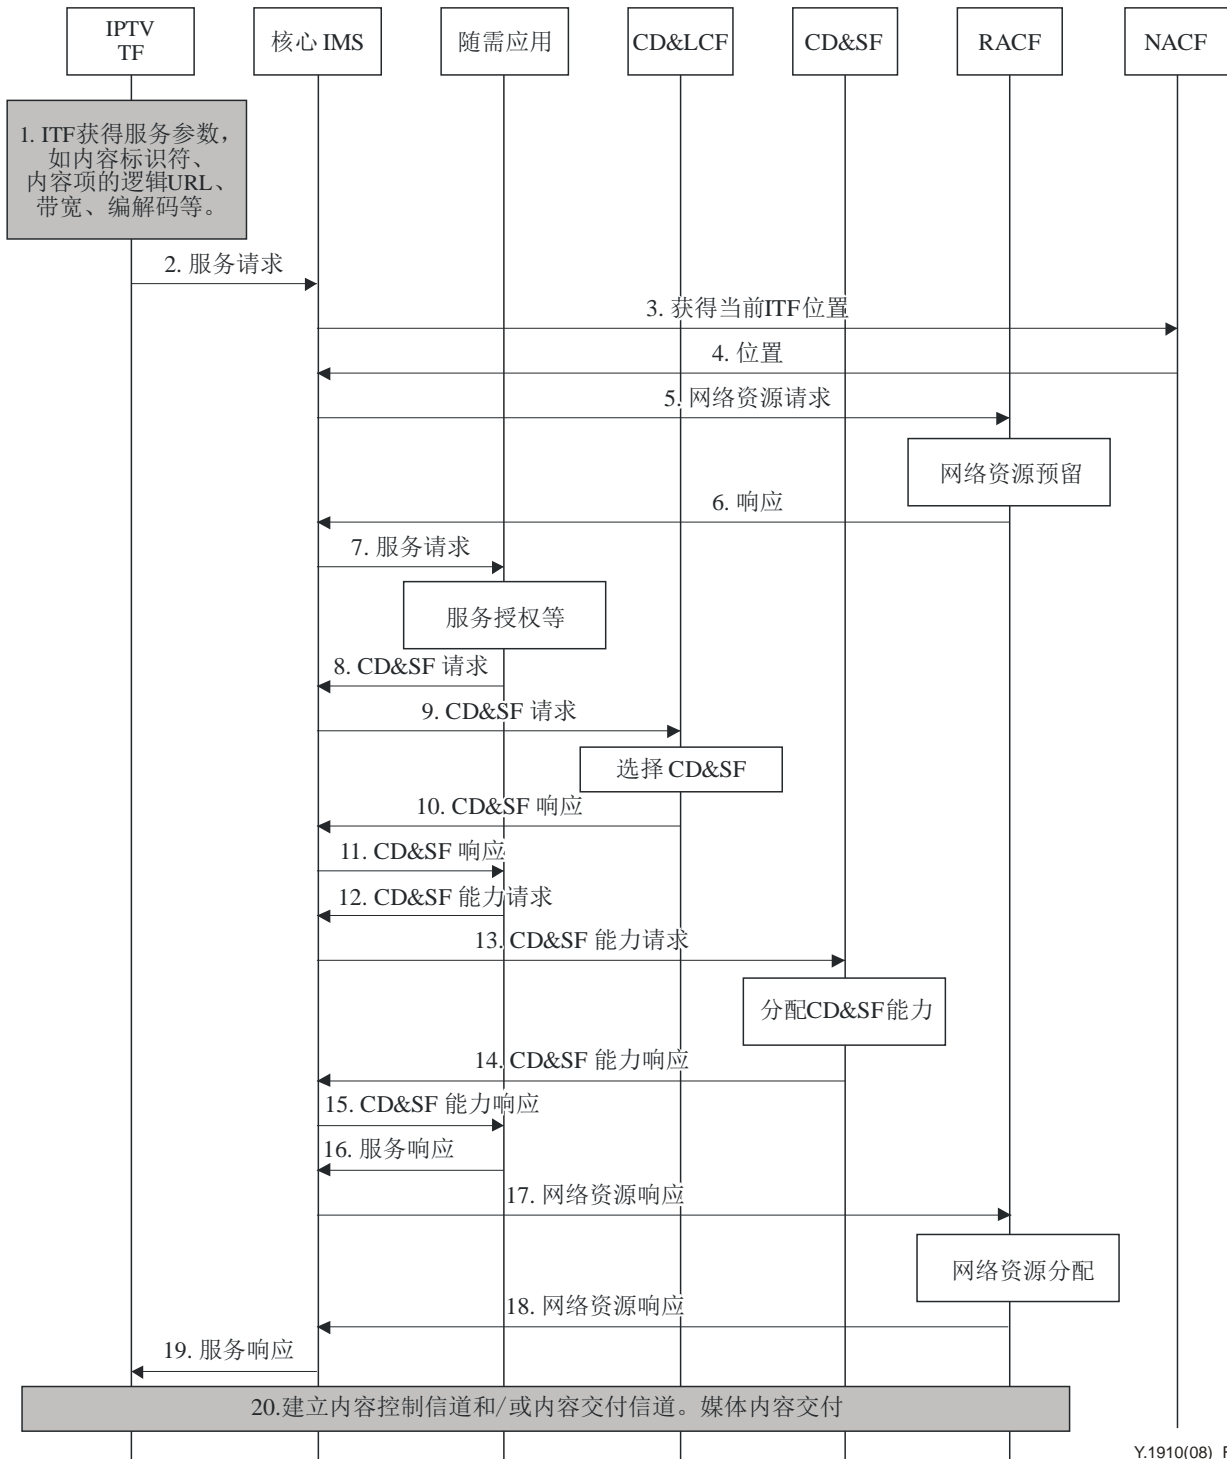 IPTV
TF
核心 IMS
随需应用
CD&LCF
CD&SF
RACF
NACF
1. ITF获得服务参数，
如内容标识符、
内容项的逻辑URL、
带宽、编解码等。
2. 服务请求
3. 获得当前ITF位置
4. 位置
5. 网络资源请求
网络资源预留
6. 响应
7. 服务请求
服务授权等
8. CD&SF 请求
9. CD&SF 请求
选择 CD&SF
10. CD&SF 响应
11. CD&SF 响应
12. CD&SF 能力请求
13. CD&SF 能力请求
分配CD&SF能力
14. CD&SF 能力响应
15. CD&SF 能力响应
16. 服务响应
17. 网络资源响应
网络资源分配
18. 网络资源响应
19. 服务响应
20.建立内容控制信道和/或内容交付信道。媒体内容交付
Y.1910(08)